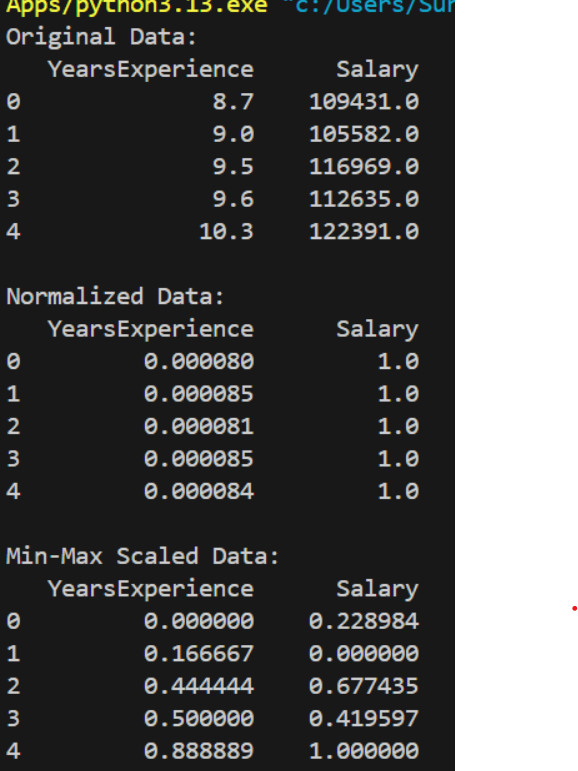 Apps/python3.13.exe "c:/Users/Sur
Original Data:
   YearsExperience    Salary
0              8.7  109431.0
1              9.0  105582.0
2              9.5  116969.0
3              9.6  112635.0
4             10.3  122391.0

Normalized Data:
   YearsExperience    Salary
0         0.000080       1.0
1         0.000085       1.0
2         0.000081       1.0
3         0.000085       1.0
4         0.000084       1.0

Min-Max Scaled Data:
   YearsExperience    Salary
0         0.000000  0.228984
1         0.166667  0.000000
2         0.444444  0.677435
3         0.500000  0.419597
4         0.888889  1.000000